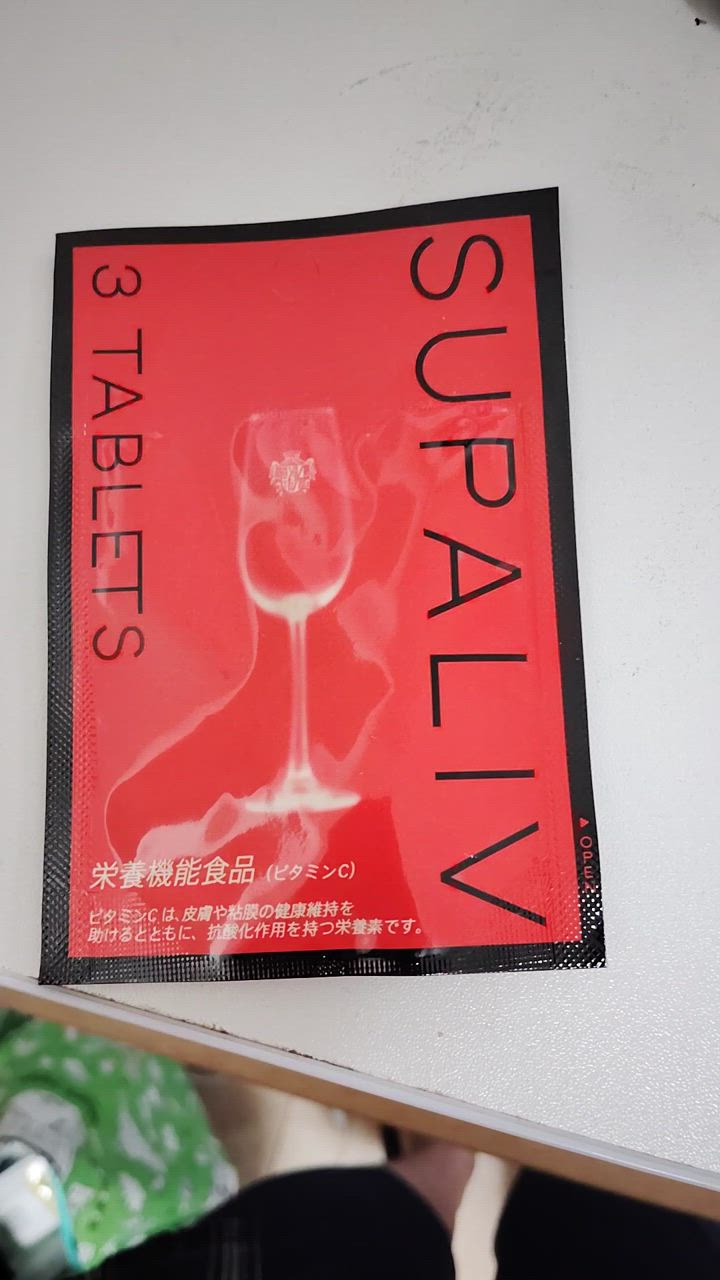 SUPALIV
3 TABLETS
栄養機能食品(ビタミンC)
ビタミンCは、皮膚や粘膜の健康維持を
助けるとともに、抗酸化作用を持つ栄養素です。
▲OPEN